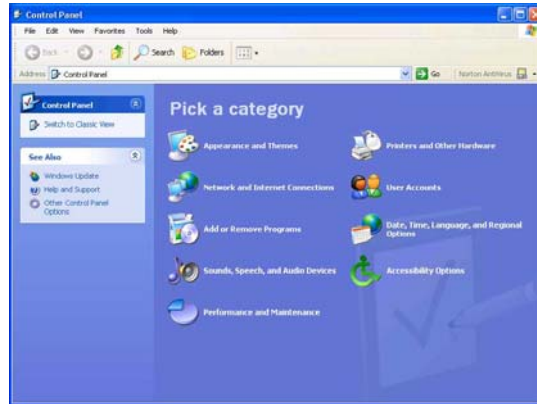 Control Panel
File Edit View Favorites Tools Help
Back Search Folders
Address Control Panel Go Norton AntiVirus
Control Panel
Switch to Classic View
See Also
Windows Update
Help and Support
Other Control Panel
Options
Pick a category
Appearance and Themes
Printers and Other Hardware
Network and Internet Connections
User Accounts
Add or Remove Programs
Date, Time, Language, and Regional
Options
Sounds, Speech, and Audio Devices
Accessibility Options
Performance and Maintenance